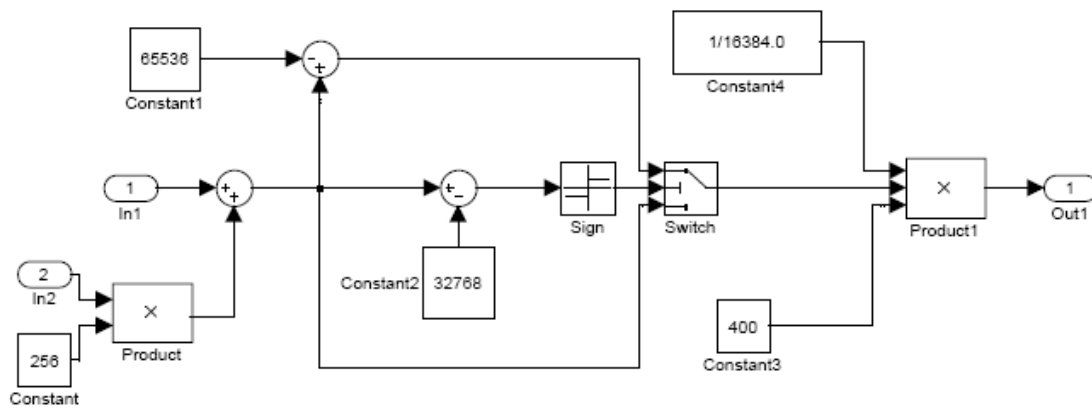 65536
Constant1
1/16384.0
Constant4
1
In1
Sign
Switch
×
Product1
1
Out1
2
In2
×
Product
256
Constant
Constant2
32768
400
Constant3